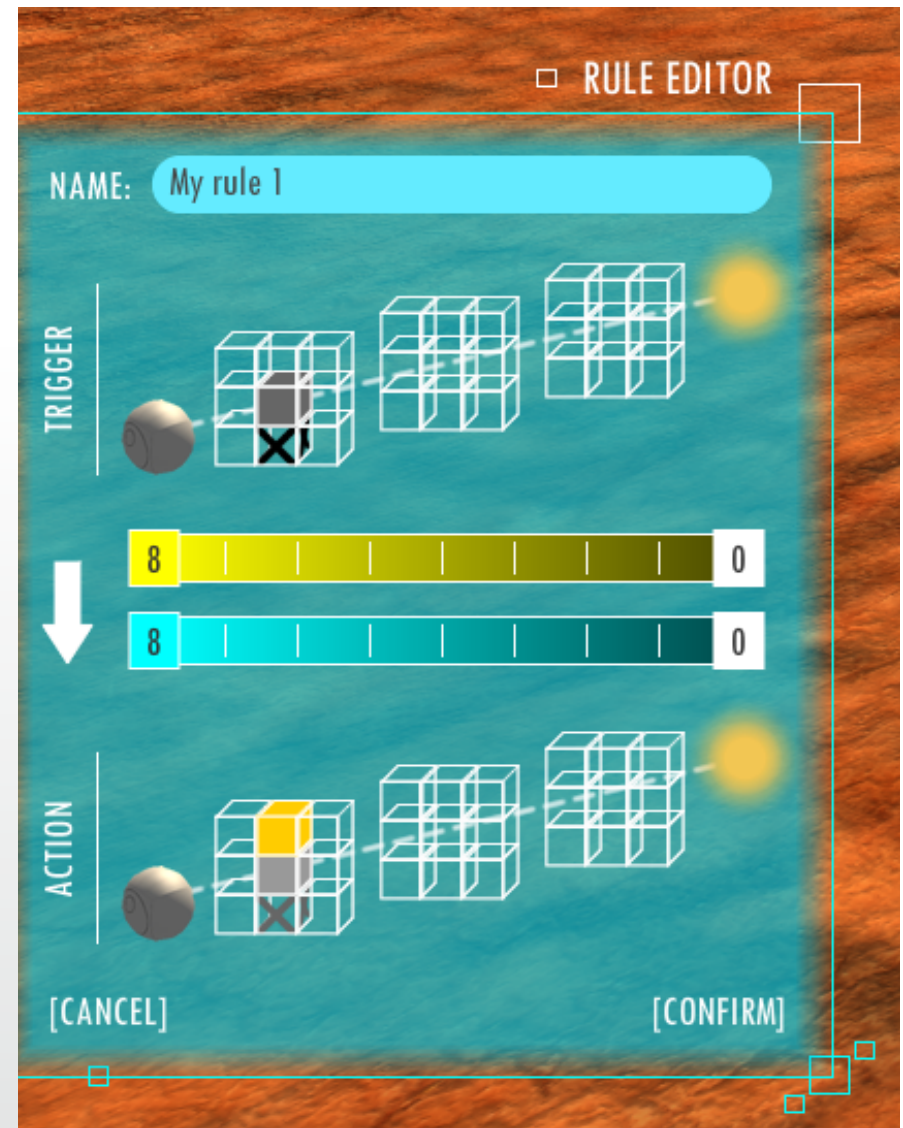 RULE EDITOR
NAME: My rule 1
TRIGGER
8 0
8 0
ACTION
[CANCEL] [CONFIRM]